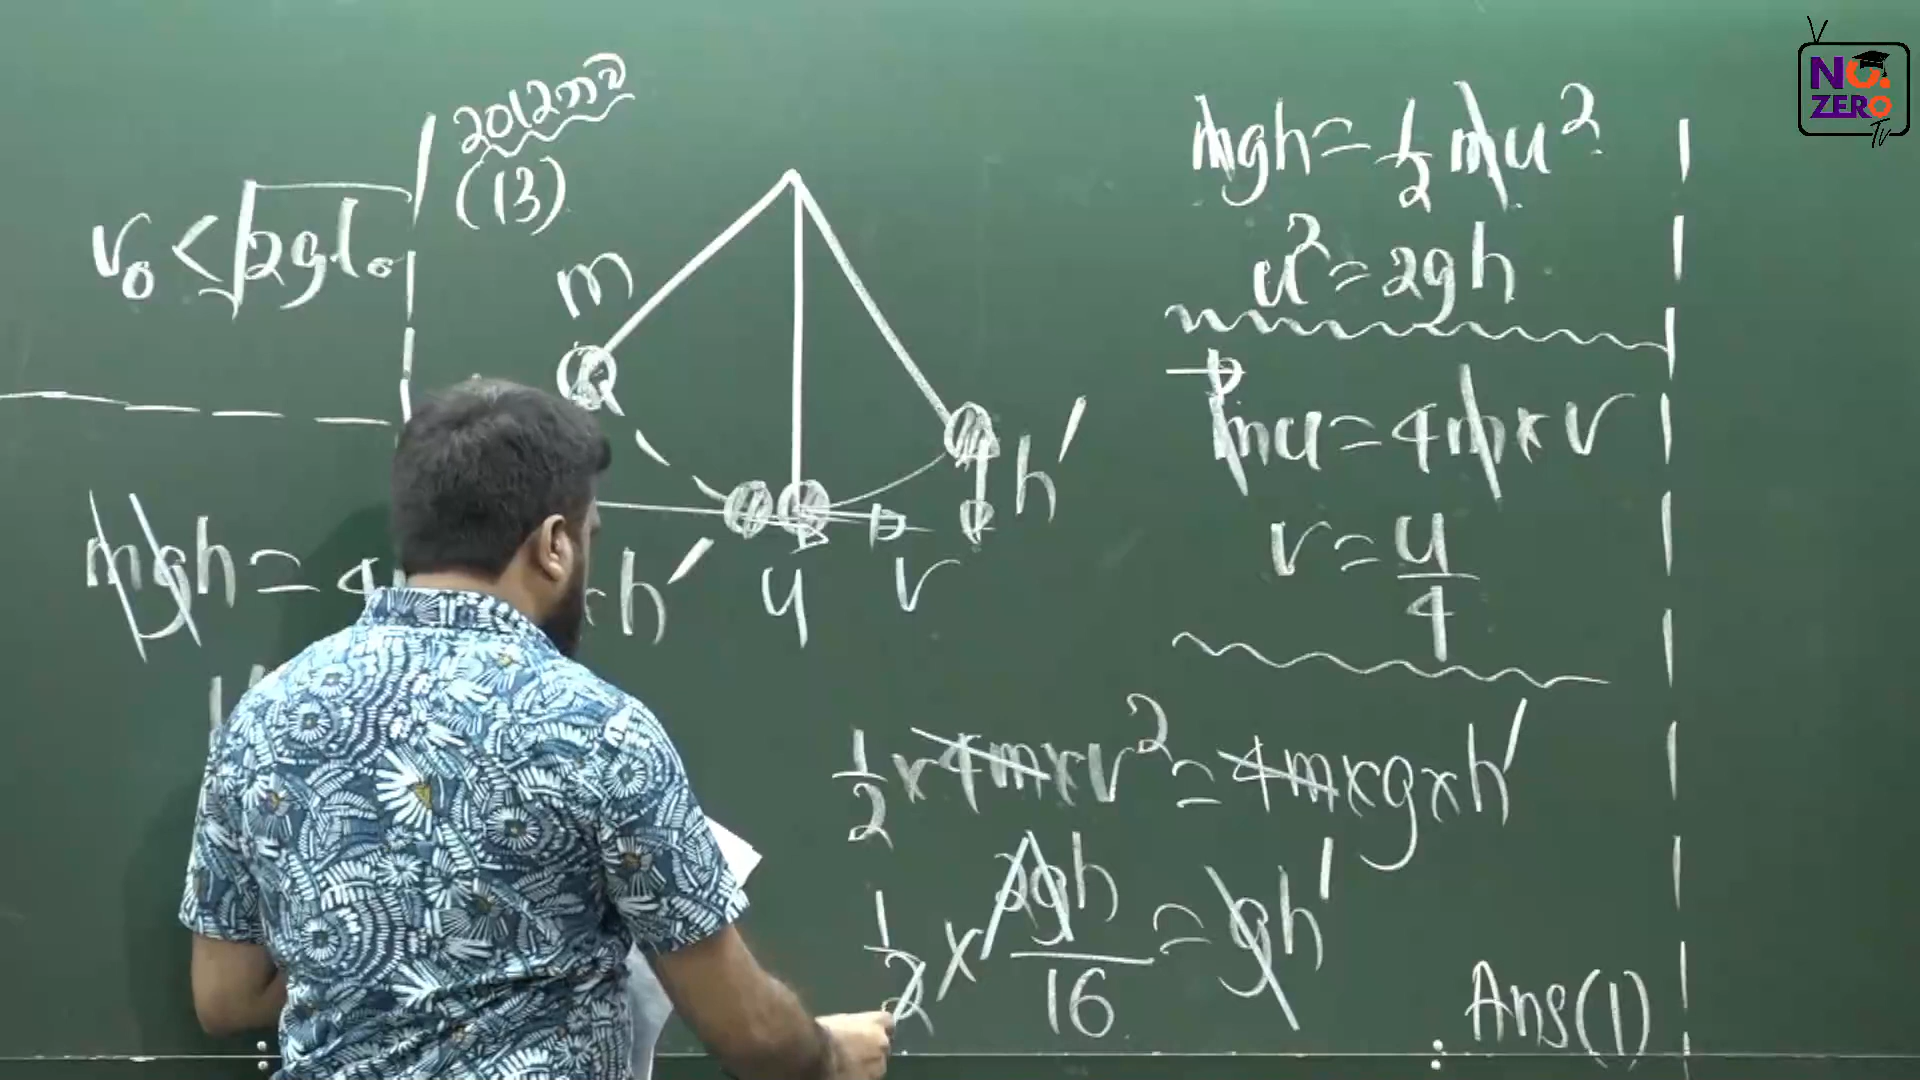 NO.
ZERO
TV
2012
(13)
v₀ < √2gl₀
m
h′
u
v
mgh = 4
h′
mgh = 1/2 mu²
u² = 2gh
mu = 4m × v
v = u/4
1/2 × 4m × v² = 4m × g × h′
1/2 × 2gh/16 = gh′
Ans(1)